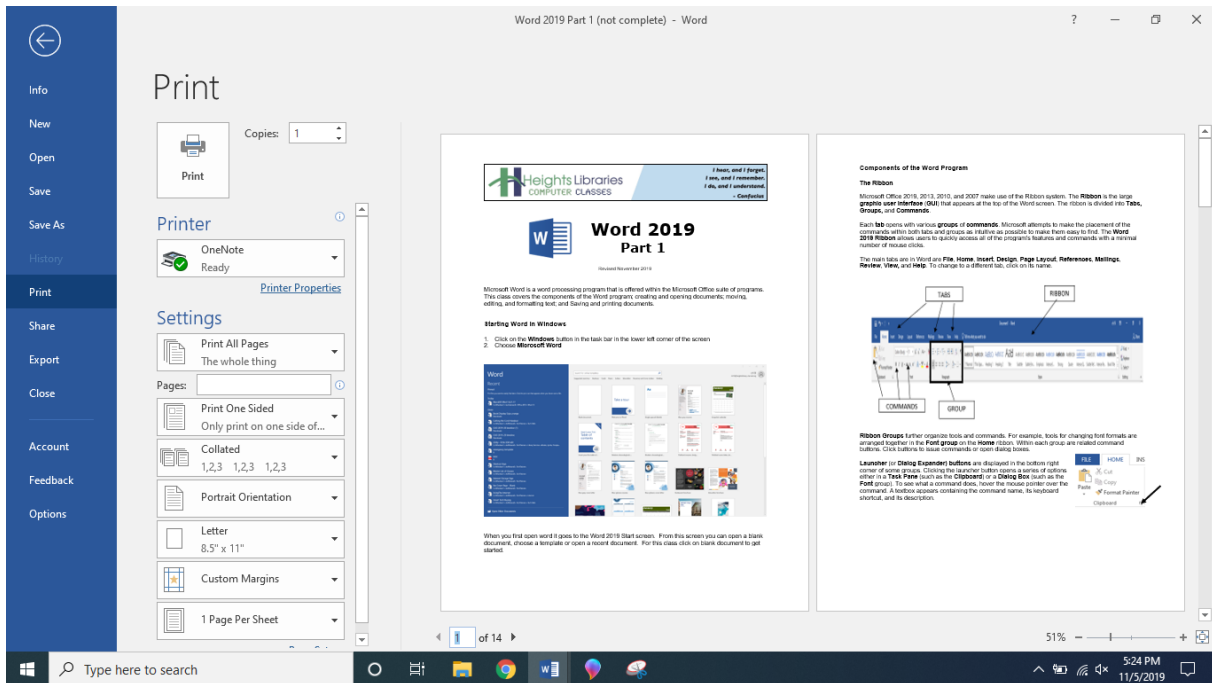 Word 2019 Part 1 (not complete) - Word
?
Info
New
Open
Save
Save As
History
Print
Share
Export
Close
Account
Feedback
Options
Print
Print
Copies: 1
Printer
OneNote
Ready
Printer Properties
Settings
Print All Pages
The whole thing
Pages:
Print One Sided
Only print on one side of...
Collated
1,2,3 1,2,3 1,2,3
Portrait Orientation
Letter
8.5" x 11"
Custom Margins
1 Page Per Sheet
Heights Libraries
COMPUTER CLASSES
I hear, and I forget.
I see, and I remember.
I do, and I understand.
- Confucius
Word 2019
Part 1
Revised November 2019
Microsoft Word is a word processing program that is offered within the Microsoft Office suite of programs.
This class covers the components of the Word program; creating and opening documents; moving,
editing, and formatting text; and Saving and printing documents.
Starting Word in Windows
1. Click on the Windows button in the task bar in the lower left corner of the screen
2. Choose Microsoft Word
Word
Recent
When you first open word it goes to the Word 2019 Start screen. From this screen you can open a blank
document, choose a template or open a recent document. For this class click on blank document to get
started.
Components of the Word Program
The Ribbon
Microsoft Office 2019, 2013, 2010, and 2007 make use of the Ribbon system. The Ribbon is the large
graphic user interface (GUI) that appears at the top of the Word screen. The ribbon is divided into Tabs,
Groups, and Commands.
Each tab opens with various groups of commands. Microsoft attempts to make the placement of the
commands within both tabs and groups as intuitive as possible to make them easy to find. The Word
2019 Ribbon allows users to quickly access all of the program's features and commands with a minimal
number of mouse clicks.
The main tabs are in Word are File, Home, Insert, Design, Page Layout, References, Mailings,
Review, View, and Help. To change to a different tab, click on its name.
TABS
RIBBON
COMMANDS
GROUP
Ribbon Groups further organize tools and commands. For example, tools for changing font formats are
arranged together in the Font group on the Home ribbon. Within each group are related command
buttons. Click buttons to issue commands or open dialog boxes.
Launcher (or Dialog Expander) buttons are displayed in the bottom right
corner of some groups. Clicking the launcher button opens a series of options
either in a Task Pane (such as the Clipboard) or a Dialog Box (such as the
Font group). To see what a command does, hover the mouse pointer over the
command. A textbox appears containing the command name, its keyboard
shortcut, and its description.
FILE HOME INS
Cut
Copy
Paste
Format Painter
Clipboard
1 of 14
51%
Type here to search
5:24 PM
11/5/2019